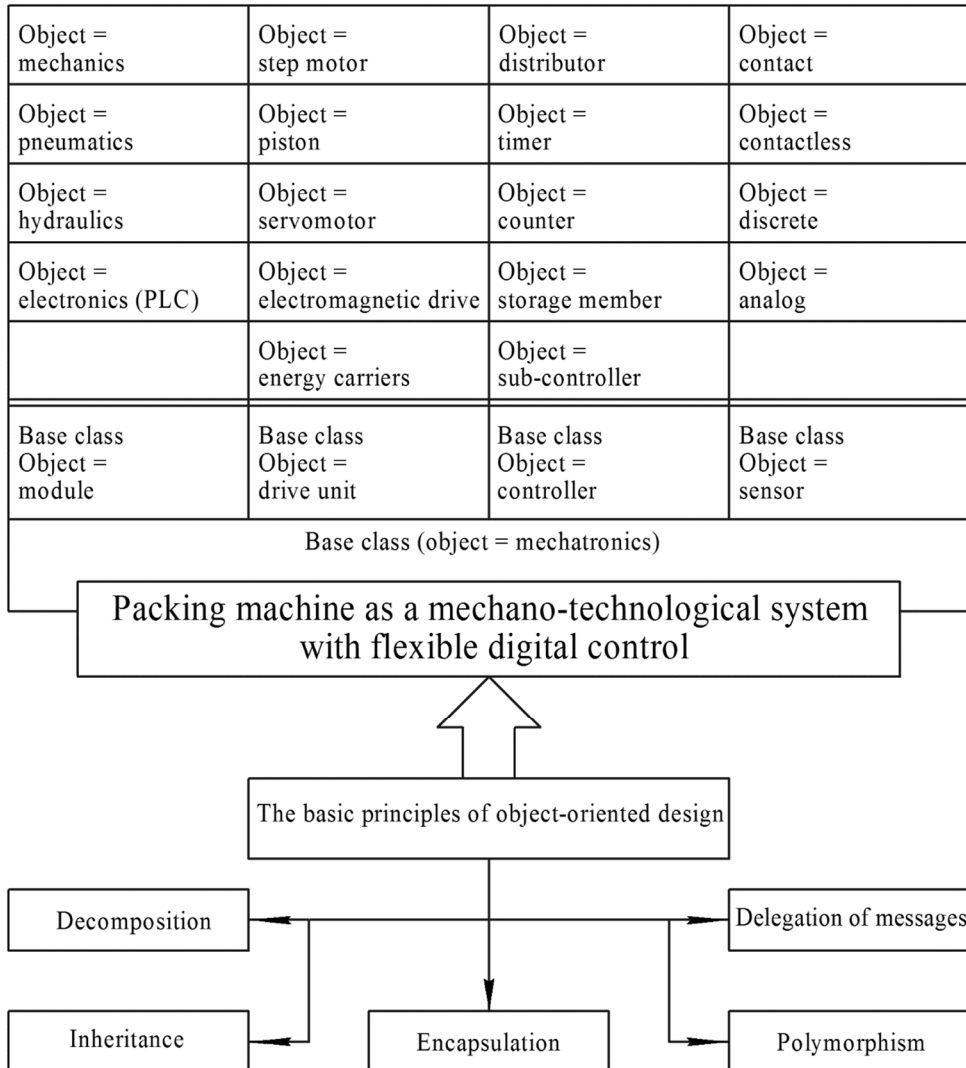 Object =
mechanics
Object =
step motor
Object =
distributor
Object =
contact
Object =
pneumatics
Object =
piston
Object =
timer
Object =
contactless
Object =
hydraulics
Object =
servomotor
Object =
counter
Object =
discrete
Object =
electronics (PLC)
Object =
electromagnetic drive
Object =
storage member
Object =
analog
Object =
energy carriers
Object =
sub-controller
Base class
Object =
module
Base class
Object =
drive unit
Base class
Object =
controller
Base class
Object =
sensor
Base class (object = mechatronics)
Packing machine as a mechano-technological system
with flexible digital control
The basic principles of object-oriented design
Decomposition
Delegation of messages
Inheritance
Encapsulation
Polymorphism